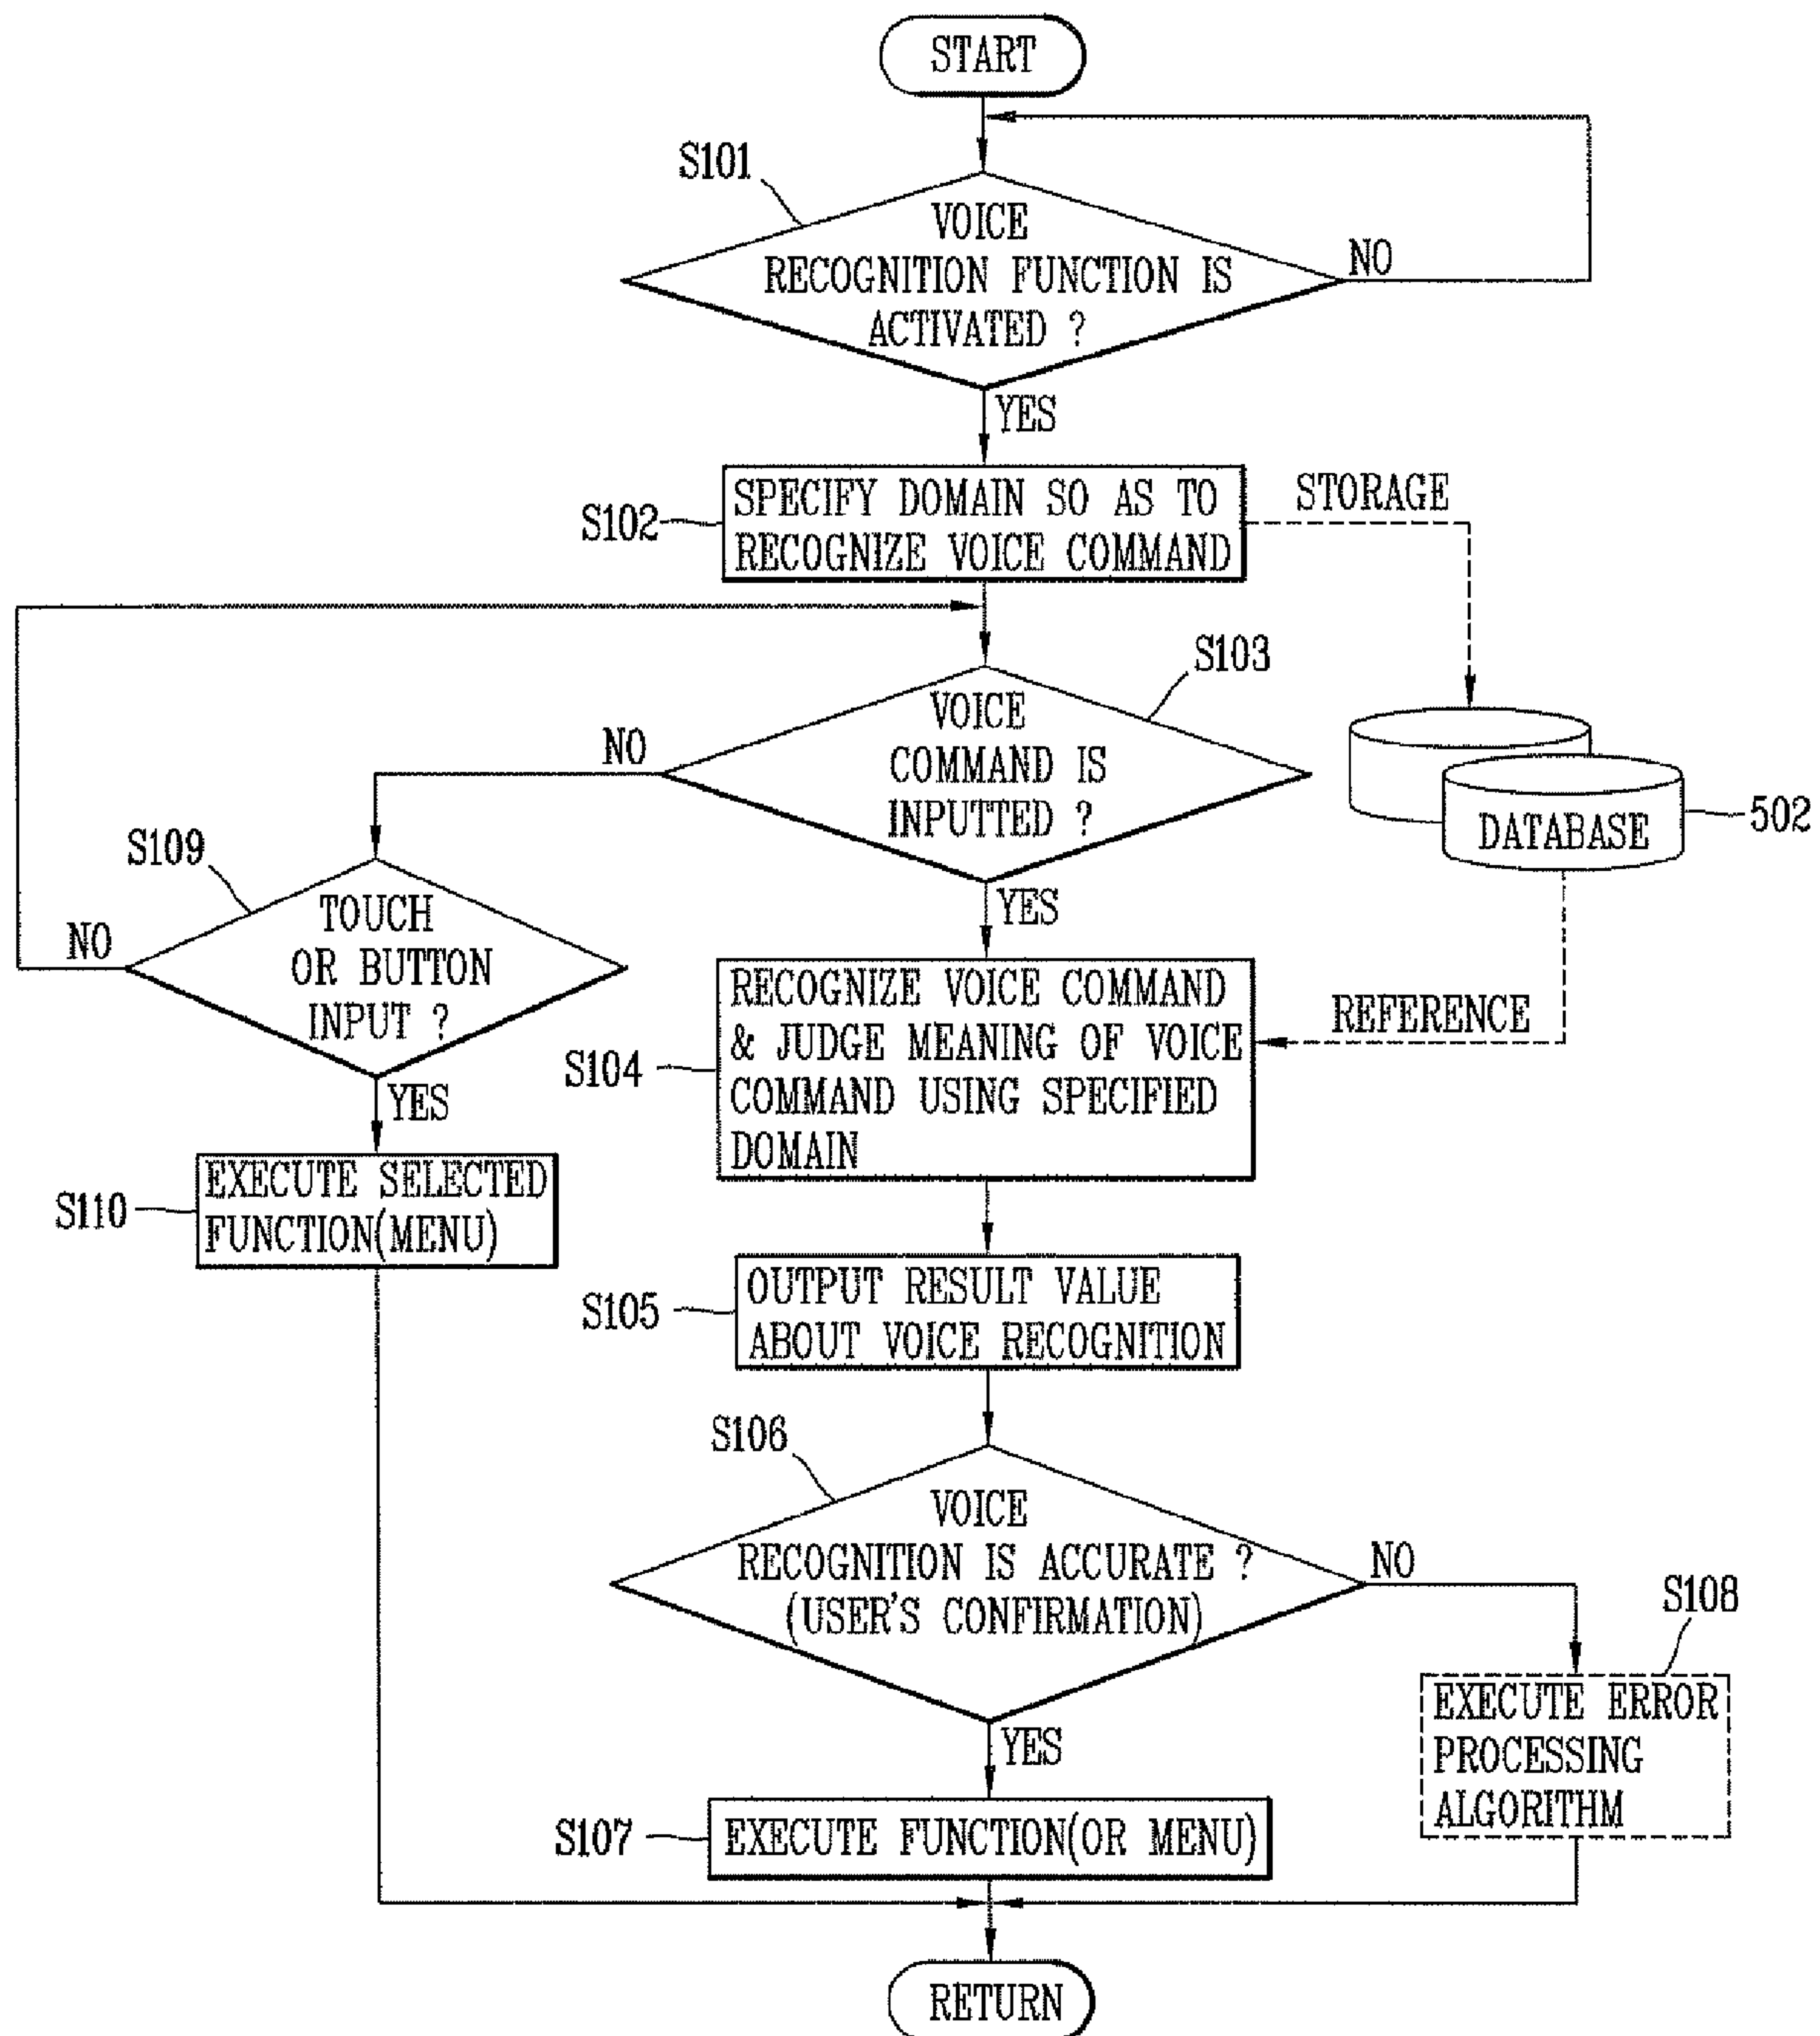 START
S101
VOICE
RECOGNITION FUNCTION IS
ACTIVATED ?
NO
YES
S102
SPECIFY DOMAIN SO AS TO
RECOGNIZE VOICE COMMAND
STORAGE
S103
VOICE
COMMAND IS
INPUTTED ?
NO
YES
DATABASE
502
S109
TOUCH
OR BUTTON
INPUT ?
NO
YES
S104
RECOGNIZE VOICE COMMAND
& JUDGE MEANING OF VOICE
COMMAND USING SPECIFIED
DOMAIN
REFERENCE
S110
EXECUTE SELECTED
FUNCTION(MENU)
S105
OUTPUT RESULT VALUE
ABOUT VOICE RECOGNITION
S106
VOICE
RECOGNITION IS ACCURATE ?
(USER'S CONFIRMATION)
NO
YES
S108
EXECUTE ERROR
PROCESSING
ALGORITHM
S107
EXECUTE FUNCTION(OR MENU)
RETURN